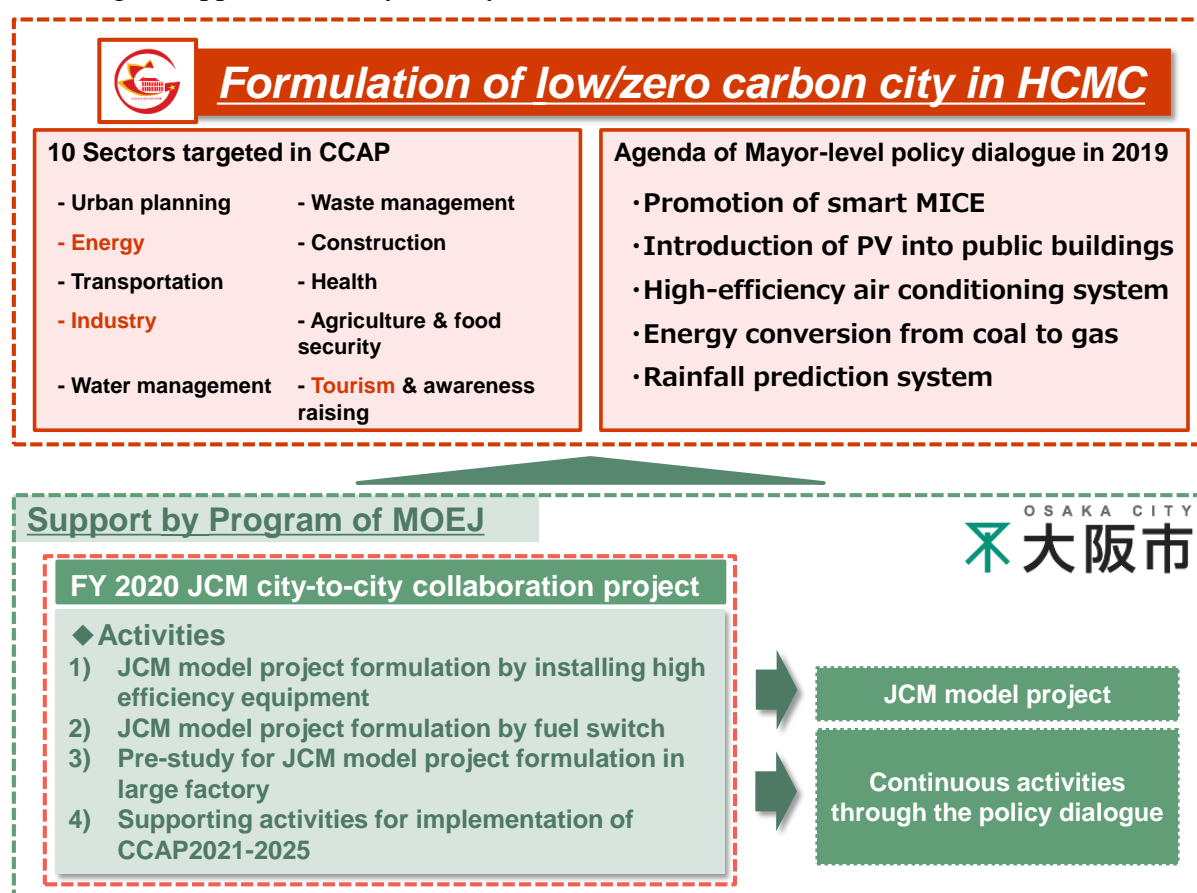 Formulation of low/zero carbon city in HCMC
10 Sectors targeted in CCAP
- Urban planning
- Energy
- Transportation
- Industry
- Water management
- Waste management
- Construction
- Health
- Agriculture & food
security
- Tourism & awareness
raising
Agenda of Mayor-level policy dialogue in 2019
・Promotion of smart MICE
・Introduction of PV into public buildings
・High-efficiency air conditioning system
・Energy conversion from coal to gas
・Rainfall prediction system
Support by Program of MOEJ
OSAKA CITY
大阪市
FY 2020 JCM city-to-city collaboration project
◆Activities
1) JCM model project formulation by installing high
efficiency equipment
2) JCM model project formulation by fuel switch
3) Pre-study for JCM model project formulation in
large factory
4) Supporting activities for implementation of
CCAP2021-2025
JCM model project
Continuous activities
through the policy dialogue